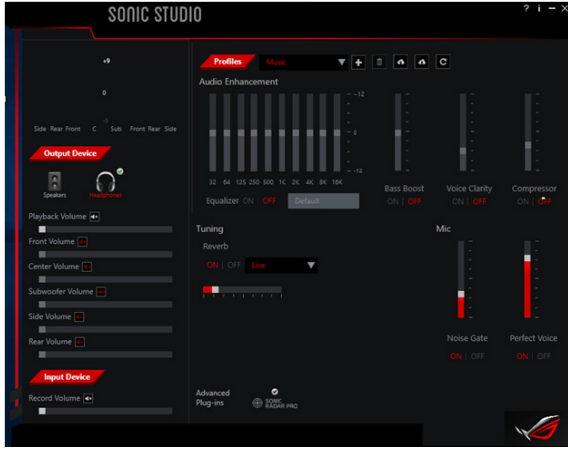 SONIC STUDIO
? i
+9
0
-9
Side Rear Front C Sub Front Rear Side
Output Device
Speakers
Headphones
Playback Volume
Front Volume
Center Volume
Subwoofer Volume
Side Volume
Rear Volume
Input Device
Record Volume
Profiles Music
Audio Enhancement
-12
32 64 125 250 500 1K 2K 4K 8K 16K
Equalizer ON | OFF Default
Bass Boost
ON | OFF
Voice Clarity
ON | OFF
Compressor
ON | OFF
Tuning
Reverb
ON | OFF Live
Mic
Noise Gate
ON | OFF
Perfect Voice
ON | OFF
Advanced
Plug-ins
SONIC
RADAR PRO